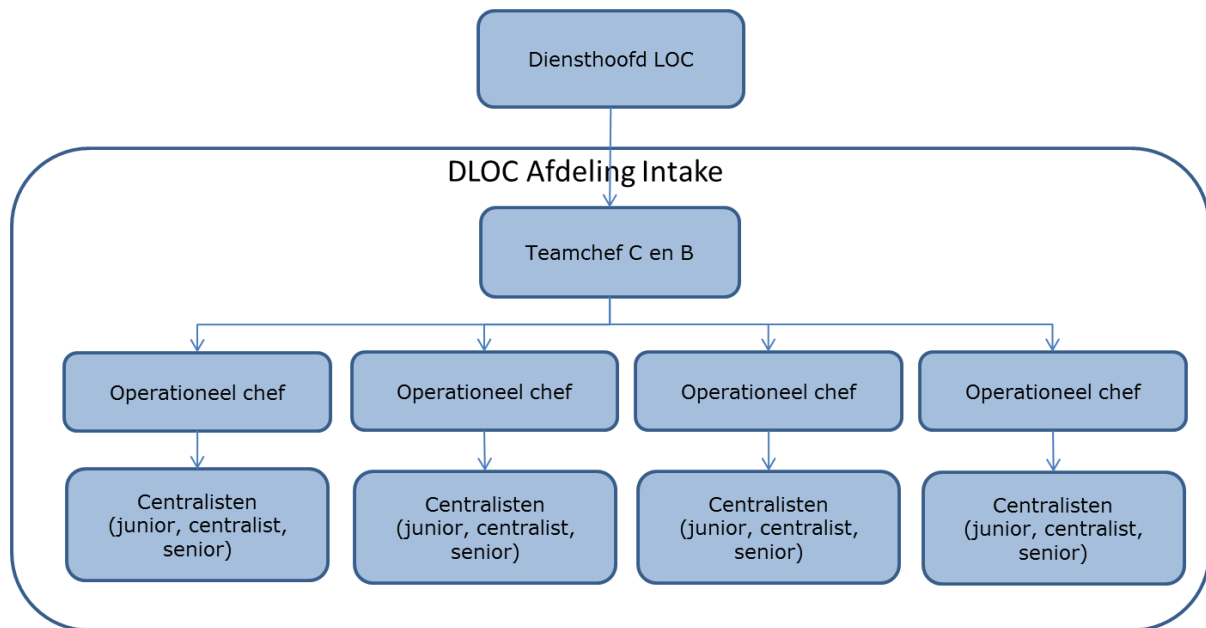 Diensthoofd LOC
DLOC Afdeling Intake
Teamchef C en B
Operationeel chef
Operationeel chef
Operationeel chef
Operationeel chef
Centralisten
(junior, centralist,
senior)
Centralisten
(junior, centralist,
senior)
Centralisten
(junior, centralist,
senior)
Centralisten
(junior, centralist,
senior)